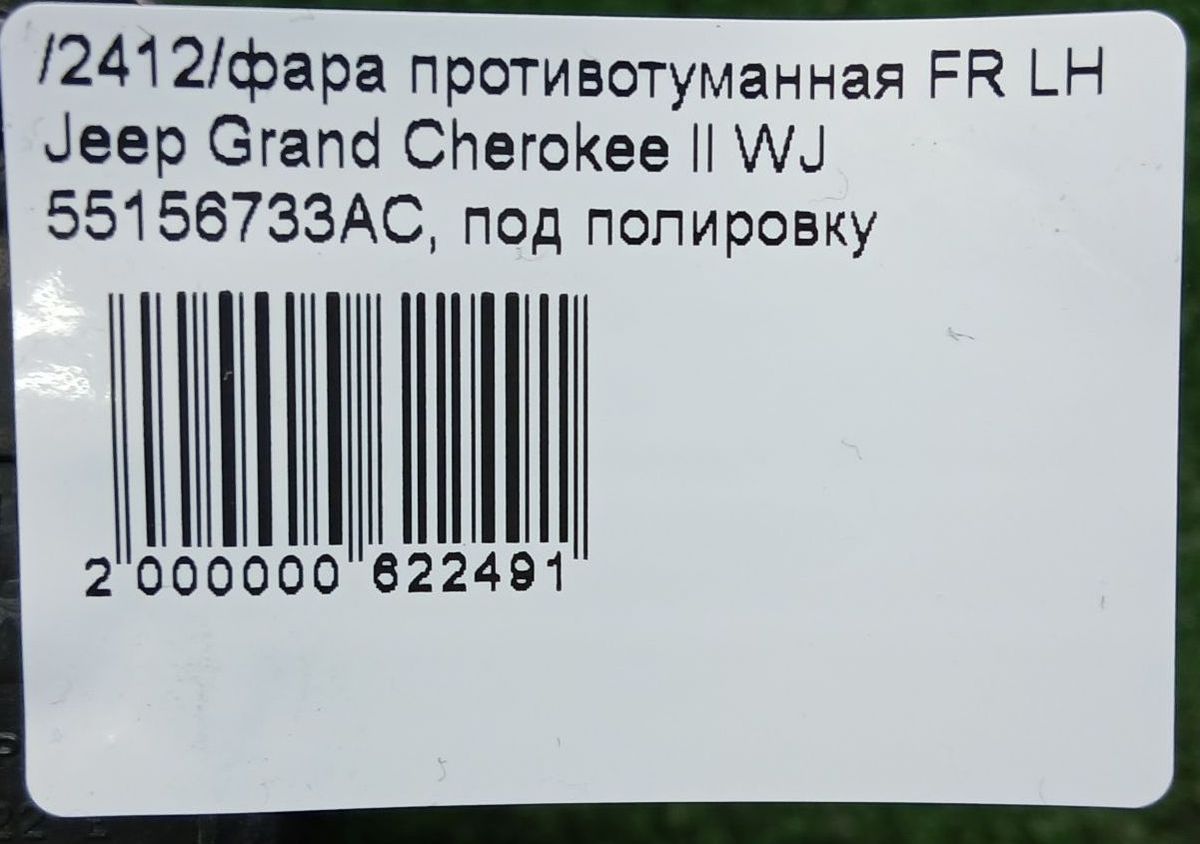 /2412/фара противотуманная FR LH
Jeep Grand Cherokee II WJ
55156733AC, под полировку
2 000000 622491